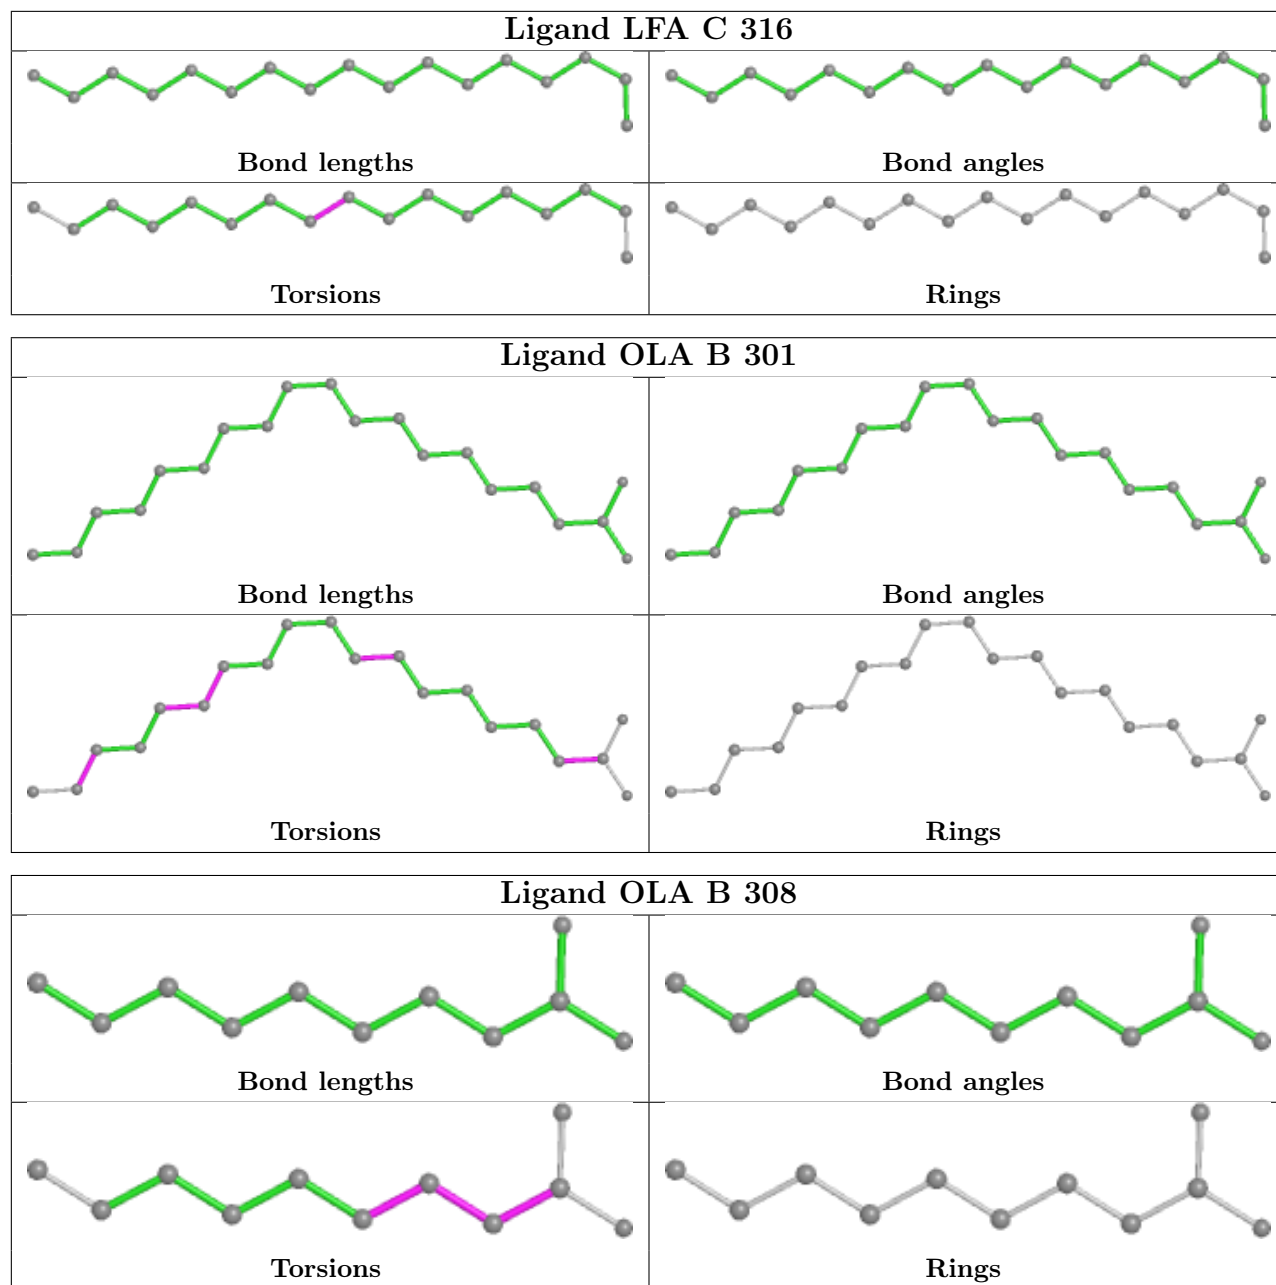 Ligand LFA C 316
Bond lengths
Bond angles
Torsions
Rings
Ligand OLA B 301
Bond lengths
Bond angles
Torsions
Rings
Ligand OLA B 308
Bond lengths
Bond angles
Torsions
Rings